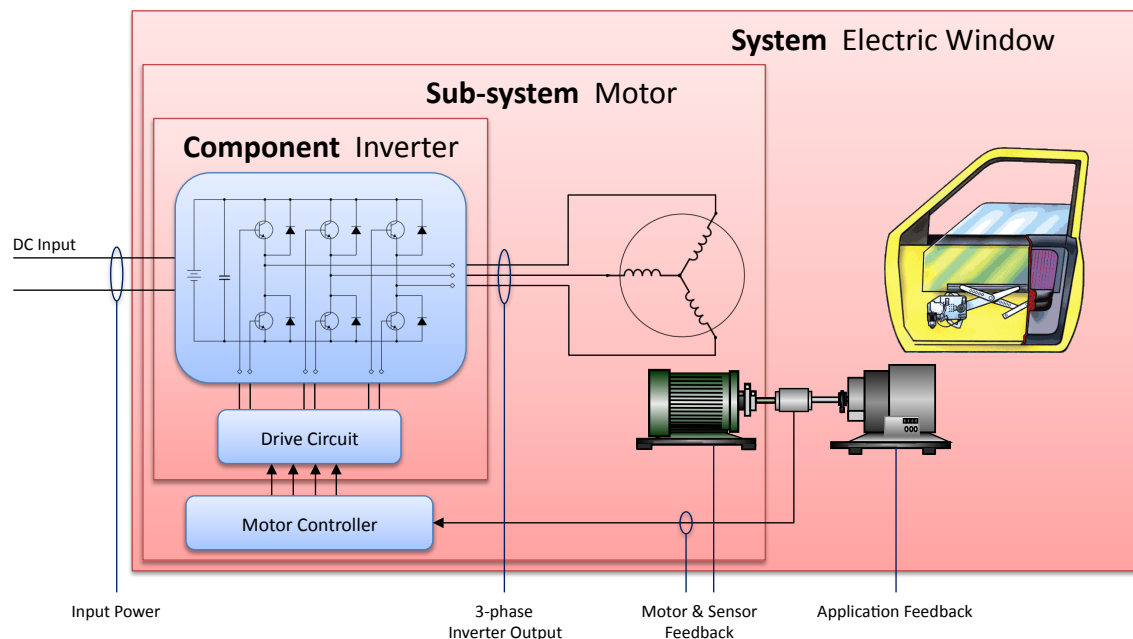 System Electric Window
Sub-system Motor
Component Inverter
DC Input
Drive Circuit
Motor Controller
Input Power
3-phase
Inverter Output
Motor & Sensor
Feedback
Application Feedback